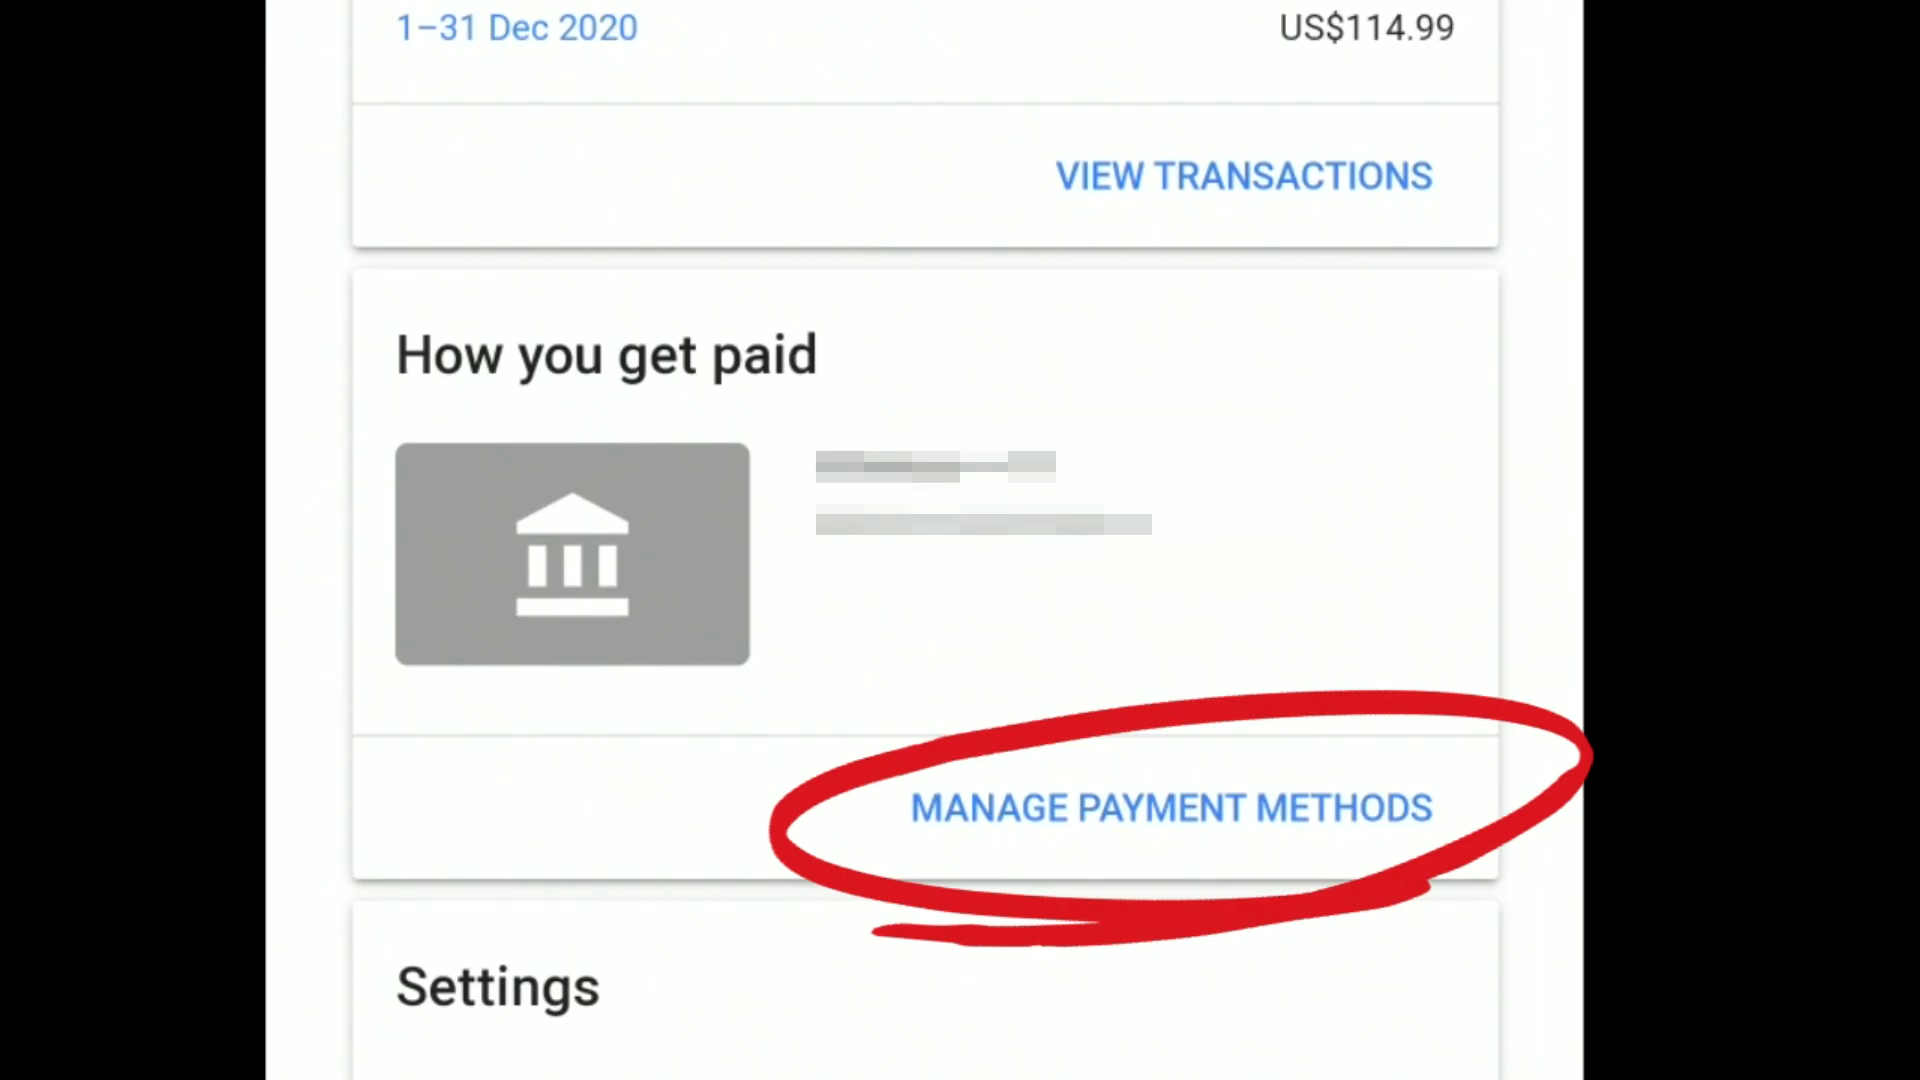 1–31 Dec 2020 US$114.99
VIEW TRANSACTIONS
How you get paid
MANAGE PAYMENT METHODS
Settings